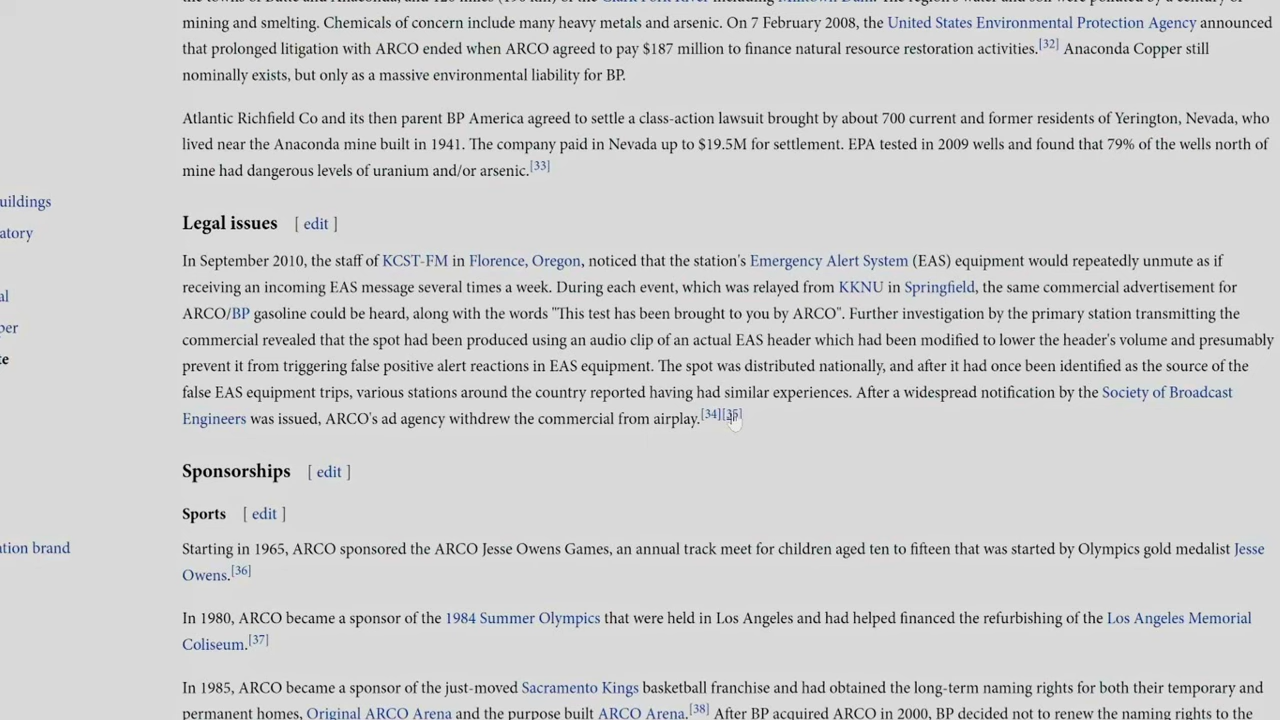 mining and smelting. Chemicals of concern include many heavy metals and arsenic. On 7 February 2008, the United States Environmental Protection Agency announced
that prolonged litigation with ARCO ended when ARCO agreed to pay $187 million to finance natural resource restoration activities.[32] Anaconda Copper still
nominally exists, but only as a massive environmental liability for BP.
Atlantic Richfield Co and its then parent BP America agreed to settle a class-action lawsuit brought by about 700 current and former residents of Yerington, Nevada, who
lived near the Anaconda mine built in 1941. The company paid in Nevada up to $19.5M for settlement. EPA tested in 2009 wells and found that 79% of the wells north of
mine had dangerous levels of uranium and/or arsenic.[33]
uildings
atory
al
per
te
ation brand
Legal issues [ edit ]
In September 2010, the staff of KCST-FM in Florence, Oregon, noticed that the station's Emergency Alert System (EAS) equipment would repeatedly unmute as if
receiving an incoming EAS message several times a week. During each event, which was relayed from KKNU in Springfield, the same commercial advertisement for
ARCO/BP gasoline could be heard, along with the words "This test has been brought to you by ARCO". Further investigation by the primary station transmitting the
commercial revealed that the spot had been produced using an audio clip of an actual EAS header which had been modified to lower the header's volume and presumably
prevent it from triggering false positive alert reactions in EAS equipment. The spot was distributed nationally, and after it had once been identified as the source of the
false EAS equipment trips, various stations around the country reported having had similar experiences. After a widespread notification by the Society of Broadcast
Engineers was issued, ARCO's ad agency withdrew the commercial from airplay.[34][35]
Sponsorships [ edit ]
Sports [ edit ]
Starting in 1965, ARCO sponsored the ARCO Jesse Owens Games, an annual track meet for children aged ten to fifteen that was started by Olympics gold medalist Jesse
Owens.[36]
In 1980, ARCO became a sponsor of the 1984 Summer Olympics that were held in Los Angeles and had helped financed the refurbishing of the Los Angeles Memorial
Coliseum.[37]
In 1985, ARCO became a sponsor of the just-moved Sacramento Kings basketball franchise and had obtained the long-term naming rights for both their temporary and
permanent homes, Original ARCO Arena and the purpose built ARCO Arena.[38] After BP acquired ARCO in 2000, BP decided not to renew the naming rights to the